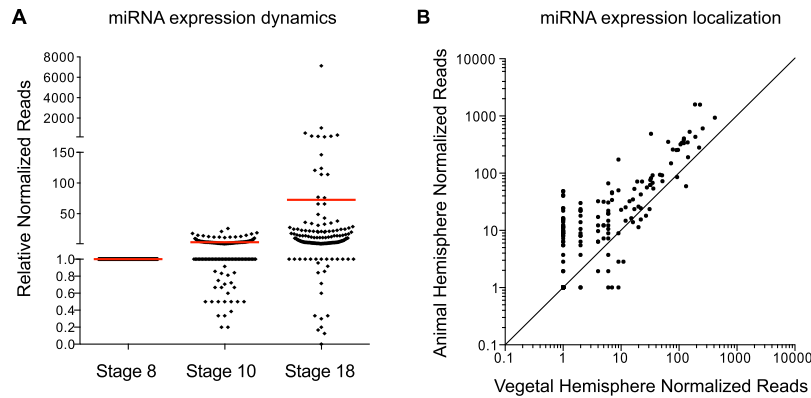 A
miRNA expression dynamics
Relative Normalized Reads
8000
6000
4000
2000
150
100
50
1.0
0.8
0.6
0.4
0.2
0.0
Stage 8
Stage 10
Stage 18
B
miRNA expression localization
Animal Hemisphere Normalized Reads
10000
1000
100
10
1
0.1
0.1
1
10
100
1000
10000
Vegetal Hemisphere Normalized Reads